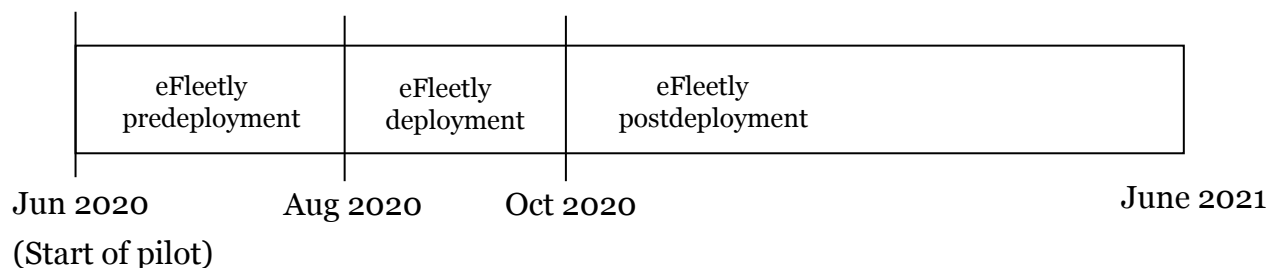 eFleetly
predeployment
eFleetly
deployment
eFleetly
postdeployment
Jun 2020
(Start of pilot)
Aug 2020
Oct 2020
June 2021